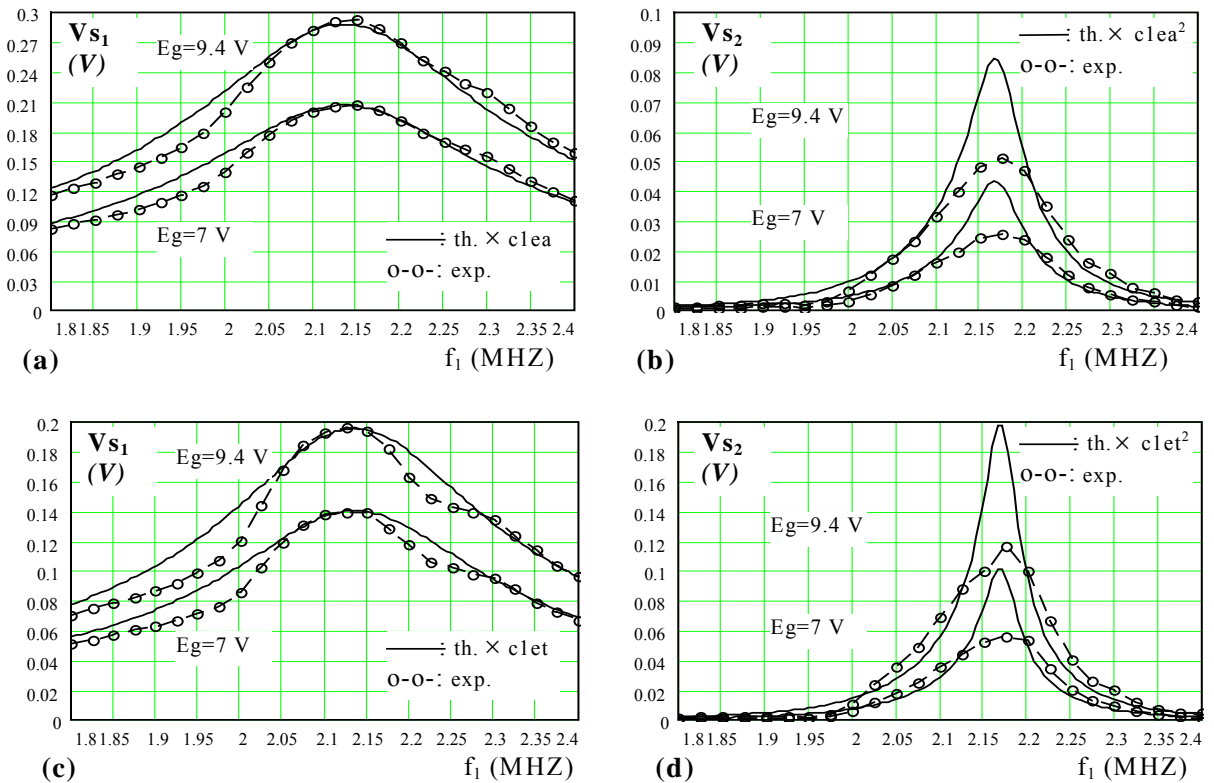 0.3
0.27
0.24
0.21
0.18
0.15
0.12
0.09
0.06
0.03
0
Vs₁
(V)
Eg=9.4 V
Eg=7 V
: th. × clea
o-o-: exp.
1.8 1.85 1.9 1.95 2 2.05 2.1 2.15 2.2 2.25 2.3 2.35 2.4
(a)
f₁ (MHZ)
0.1
0.09
0.08
0.07
0.06
0.05
0.04
0.03
0.02
0.01
0
Vs₂
(V)
: th. × clea²
o-o-: exp.
Eg=9.4 V
Eg=7 V
1.8 1.85 1.9 1.95 2 2.05 2.1 2.15 2.2 2.25 2.3 2.35 2.4
(b)
f₁ (MHZ)
0.2
0.18
0.16
0.14
0.12
0.1
0.08
0.06
0.04
0.02
0
Vs₁
(V)
Eg=9.4 V
Eg=7 V
: th. × clet
o-o-: exp.
1.8 1.85 1.9 1.95 2 2.05 2.1 2.15 2.2 2.25 2.3 2.35 2.4
(c)
f₁ (MHZ)
0.2
0.18
0.16
0.14
0.12
0.1
0.08
0.06
0.04
0.02
0
Vs₂
(V)
: th. × clet²
o-o-: exp.
Eg=9.4 V
Eg=7 V
1.8 1.85 1.9 1.95 2 2.05 2.1 2.15 2.2 2.25 2.3 2.35 2.4
(d)
f₁ (MHZ)